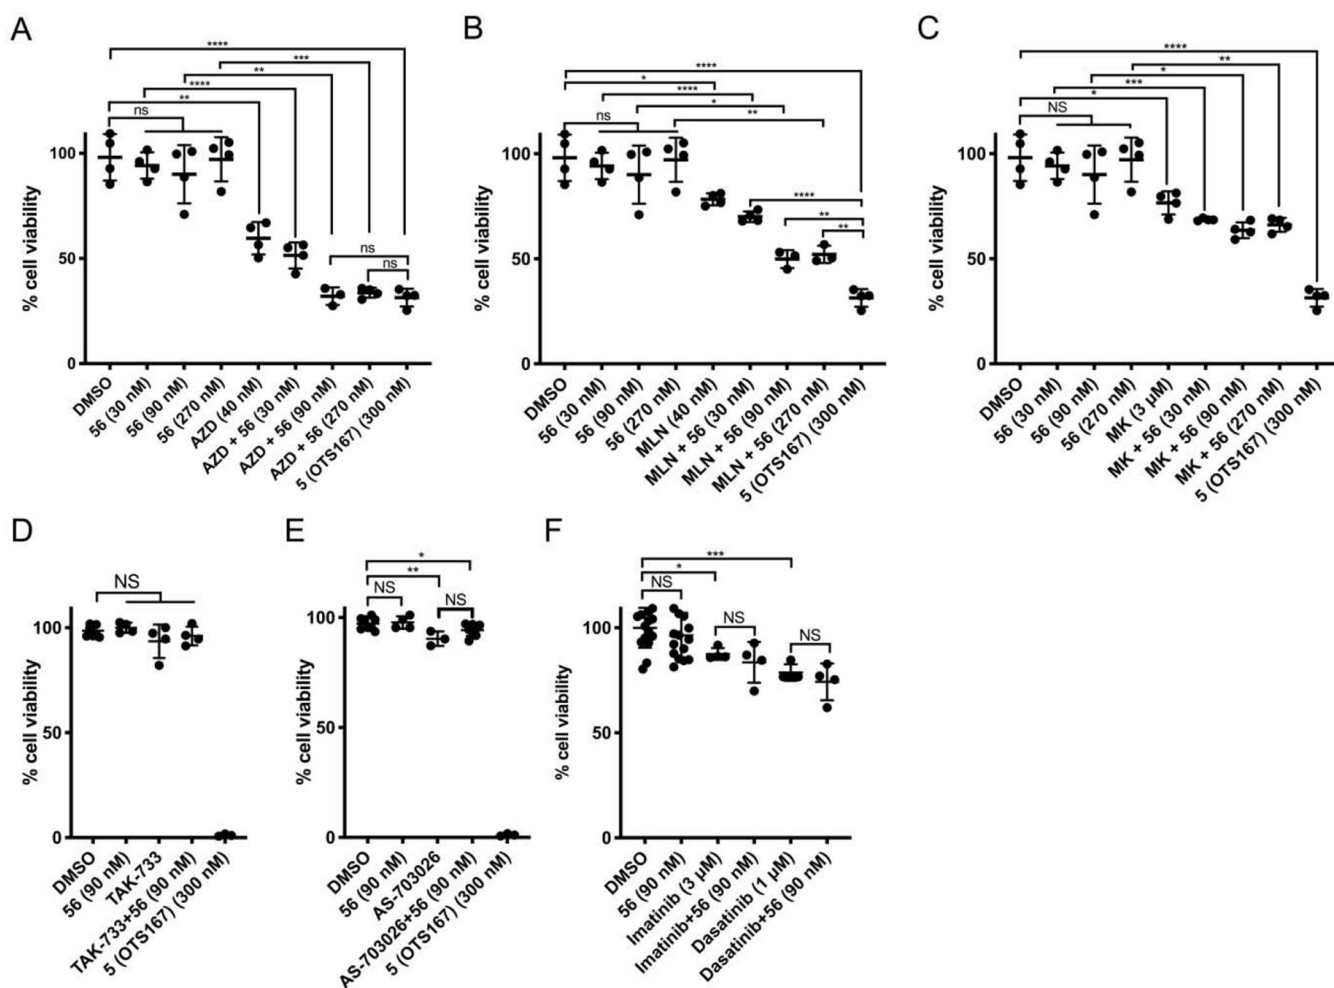 A
****
***
**
****
**
ns
ns
ns
% cell viability
100
50
0
DMSO
56 (30 nM)
56 (90 nM)
56 (270 nM)
AZD (40 nM)
AZD + 56 (30 nM)
AZD + 56 (90 nM)
AZD + 56 (270 nM)
5 (OTS167) (300 nM)
B
****
*
****
*
**
ns
****
**
**
% cell viability
100
50
0
DMSO
56 (30 nM)
56 (90 nM)
56 (270 nM)
MLN (40 nM)
MLN + 56 (30 nM)
MLN + 56 (90 nM)
MLN + 56 (270 nM)
5 (OTS167) (300 nM)
C
****
**
*
***
*
NS
% cell viability
100
50
0
DMSO
56 (30 nM)
56 (90 nM)
56 (270 nM)
MK (3 µM)
MK + 56 (30 nM)
MK + 56 (90 nM)
MK + 56 (270 nM)
5 (OTS167) (300 nM)
D
NS
% cell viability
100
50
0
DMSO
56 (90 nM)
TAK-733
TAK-733+56 (90 nM)
5 (OTS167) (300 nM)
E
*
**
NS
NS
% cell viability
100
50
0
DMSO
56 (90 nM)
AS-703026
AS-703026+56 (90 nM)
5 (OTS167) (300 nM)
F
***
*
NS
NS
NS
% cell viability
100
50
0
DMSO
56 (90 nM)
Imatinib (3 µM)
Imatinib+56 (90 nM)
Dasatinib (1 µM)
Dasatinib+56 (90 nM)